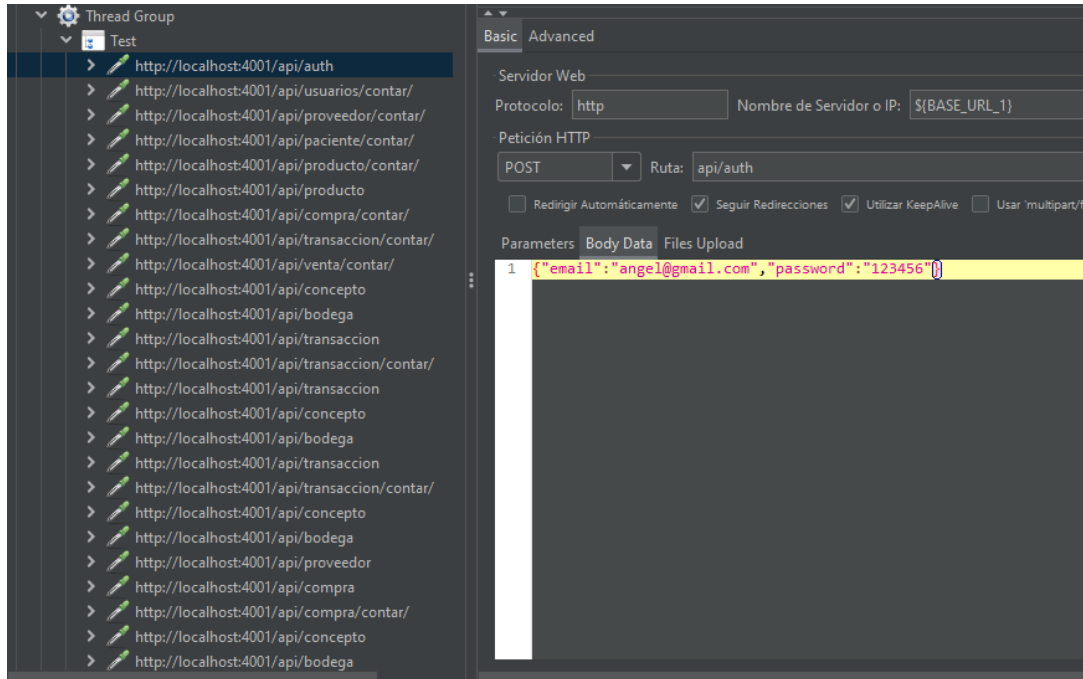 Thread Group
Test
http://localhost:4001/api/auth
http://localhost:4001/api/usuarios/contar/
http://localhost:4001/api/proveedor/contar/
http://localhost:4001/api/paciente/contar/
http://localhost:4001/api/producto/contar/
http://localhost:4001/api/producto
http://localhost:4001/api/compra/contar/
http://localhost:4001/api/transaccion/contar/
http://localhost:4001/api/venta/contar/
http://localhost:4001/api/concepto
http://localhost:4001/api/bodega
http://localhost:4001/api/transaccion
http://localhost:4001/api/transaccion/contar/
http://localhost:4001/api/transaccion
http://localhost:4001/api/concepto
http://localhost:4001/api/bodega
http://localhost:4001/api/transaccion
http://localhost:4001/api/transaccion/contar/
http://localhost:4001/api/concepto
http://localhost:4001/api/bodega
http://localhost:4001/api/proveedor
http://localhost:4001/api/compra
http://localhost:4001/api/compra/contar/
http://localhost:4001/api/concepto
http://localhost:4001/api/bodega
Basic Advanced
Servidor Web
Protocolo: http Nombre de Servidor o IP: ${BASE_URL_1}
Petición HTTP
POST Ruta: api/auth
Redirigir Automáticamente Seguir Redirecciones Utilizar KeepAlive Usar 'multipart/f
Parameters Body Data Files Upload
1 {"email":"angel@gmail.com","password":"123456"}